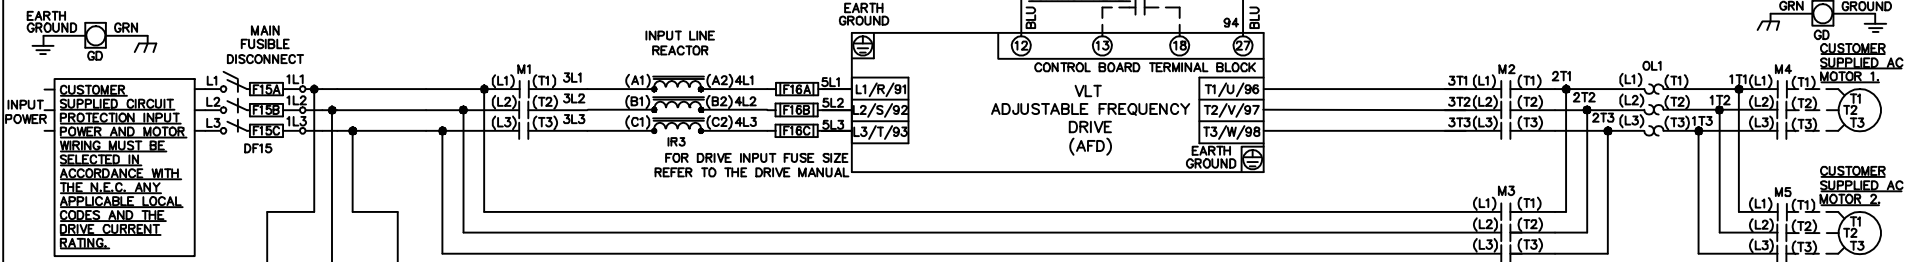 EARTH
GROUND
GRN
GD
MAIN
FUSIBLE
DISCONNECT
INPUT
POWER
CUSTOMER
SUPPLIED CIRCUIT
PROTECTION INPUT
POWER AND MOTOR
WIRING MUST BE
SELECTED IN
ACCORDANCE WITH
THE N.E.C. ANY
APPLICABLE LOCAL
CODES AND THE
DRIVE CURRENT
RATING.
L1 F15A 1L1
L2 F15B 1L2
L3 F15C 1L3
DF15
M1
(L1) (T1) 3L1
(L2) (T2) 3L2
(L3) (T3) 3L3
INPUT LINE
REACTOR
(A1) (A2) 4L1
(B1) (B2) 4L2
(C1) (C2) 4L3
IR3
F16A 5L1
F16B 5L2
F16C 5L3
FOR DRIVE INPUT FUSE SIZE
REFER TO THE DRIVE MANUAL
EARTH
GROUND
BLU
94 BLU
12 13 18 27
CONTROL BOARD TERMINAL BLOCK
L1/R/91
L2/S/92
L3/T/93
VLT
ADJUSTABLE FREQUENCY
DRIVE
(AFD)
T1/U/96
T2/V/97
T3/W/98
EARTH
GROUND
M2
3T1 (L1) (T1) 2T1
3T2 (L2) (T2) 2T2
3T3 (L3) (T3) 2T3
M3
(L1) (T1)
(L2) (T2)
(L3) (T3)
OL1
(L1) (T1) 1T1
(L2) (T2) 1T2
(L3) (T3) 1T3
GRN
GROUND
GD
CUSTOMER
SUPPLIED AC
MOTOR 1.
M4
(L1) (T1)
(L2) (T2)
(L3) (T3)
T1
T2
T3
CUSTOMER
SUPPLIED AC
MOTOR 2.
M5
(L1) (T1)
(L2) (T2)
(L3) (T3)
T1
T2
T3